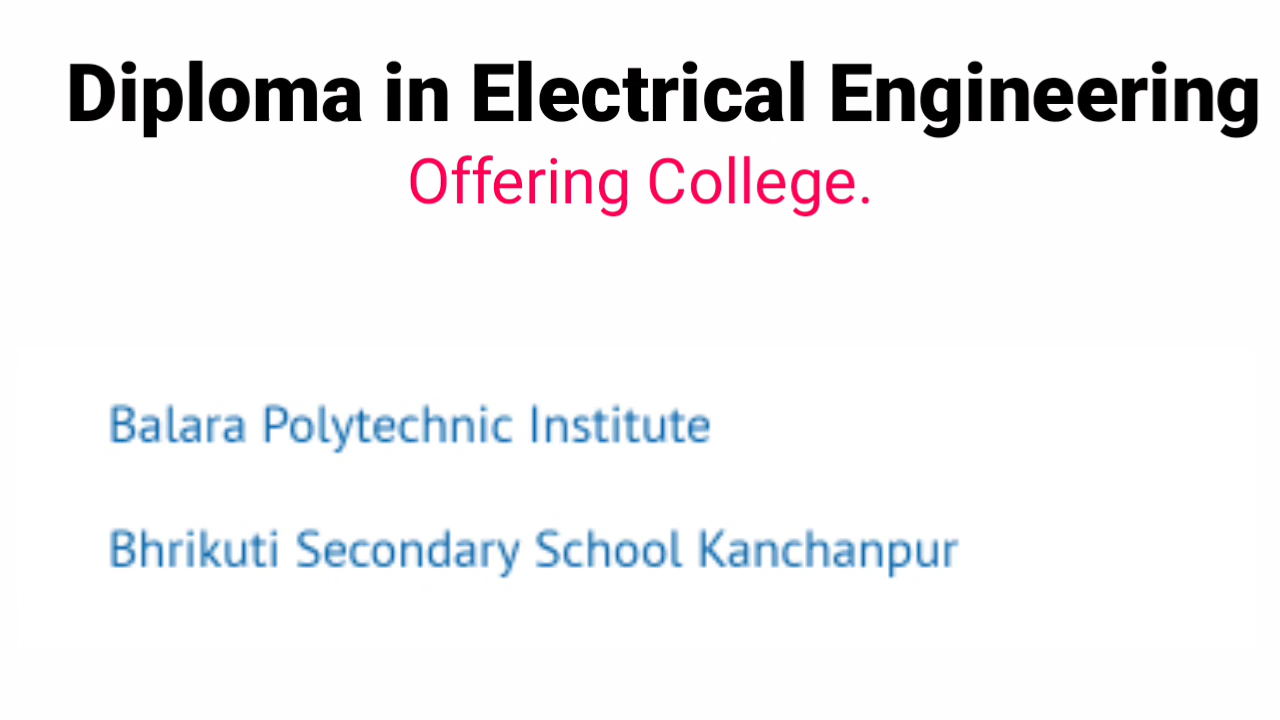 Diploma in Electrical Engineering
Offering College.
Balara Polytechnic Institute
Bhrikuti Secondary School Kanchanpur